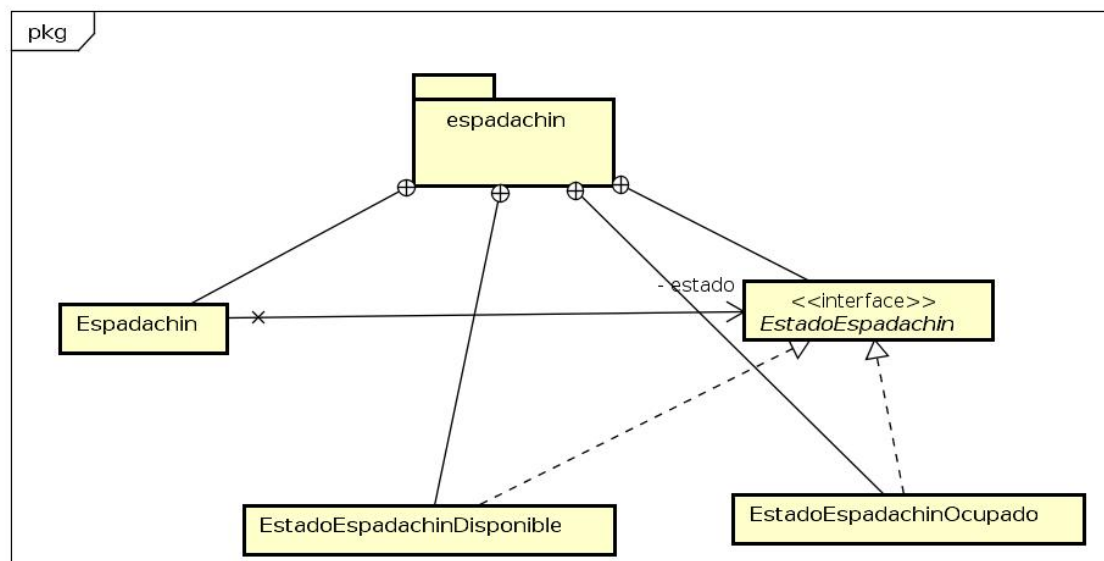 pkg
espadachin
- estado
<<interface>>
EstadoEspadachin
Espadachin
EstadoEspadachinDisponible
EstadoEspadachinOcupado